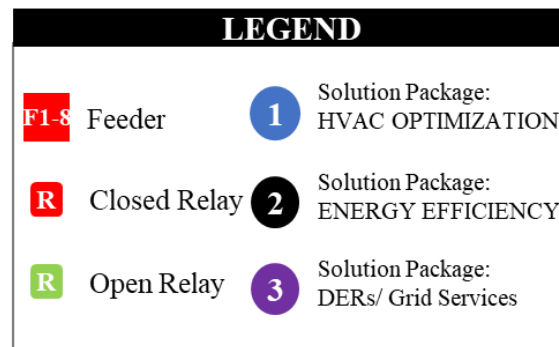 LEGEND
F1-8 Feeder
1 Solution Package:
HVAC OPTIMIZATION
R Closed Relay
2 Solution Package:
ENERGY EFFICIENCY
R Open Relay
3 Solution Package:
DERs/ Grid Services